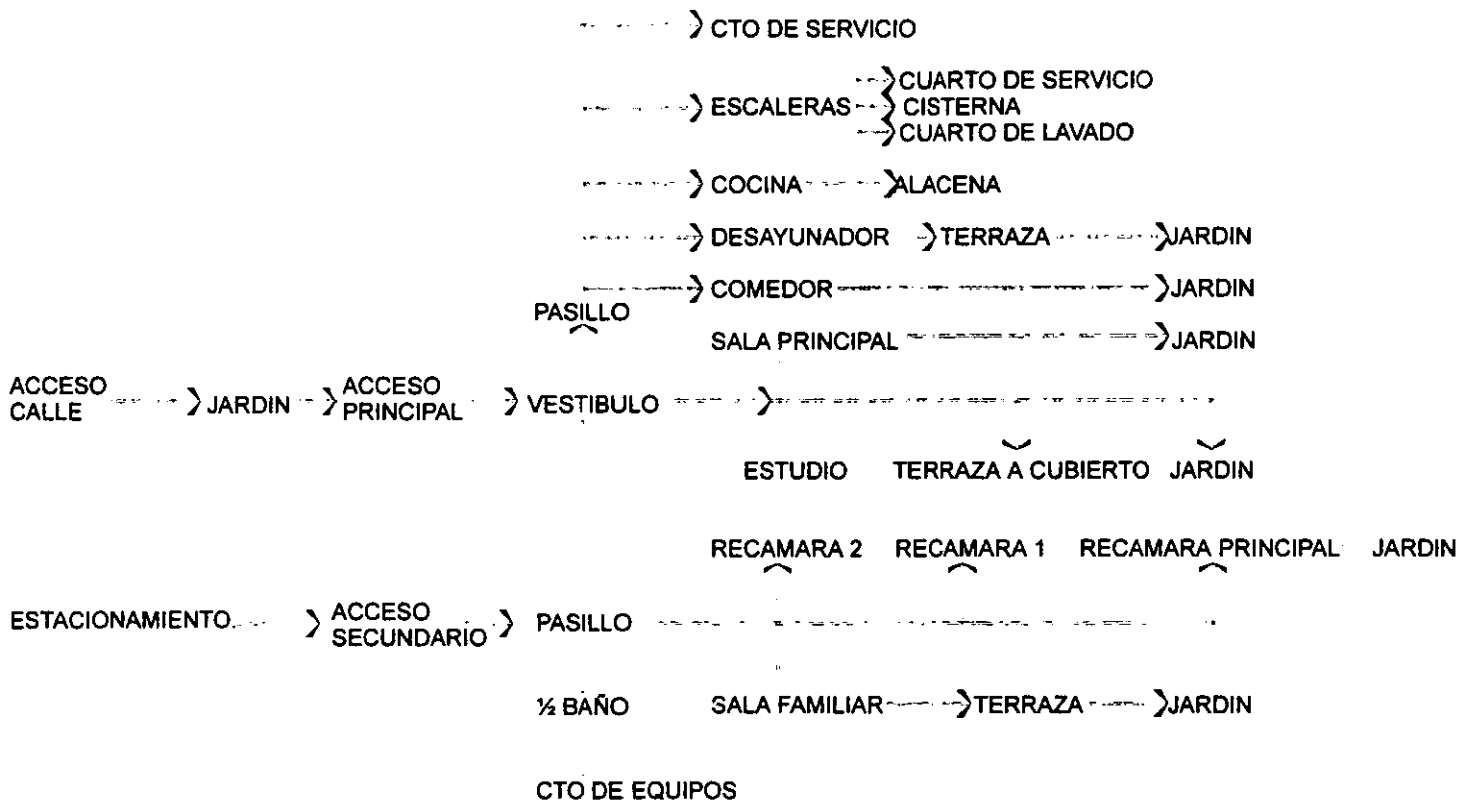 CTO DE SERVICIO
CUARTO DE SERVICIO
ESCALERAS CISTERNA
CUARTO DE LAVADO
COCINA ALACENA
DESAYUNADOR TERRAZA JARDIN
COMEDOR JARDIN
PASILLO
SALA PRINCIPAL JARDIN
ACCESO CALLE JARDIN ACCESO PRINCIPAL VESTIBULO
ESTUDIO TERRAZA A CUBIERTO JARDIN
RECAMARA 2 RECAMARA 1 RECAMARA PRINCIPAL JARDIN
ESTACIONAMIENTO ACCESO SECUNDARIO PASILLO
½ BAÑO SALA FAMILIAR TERRAZA JARDIN
CTO DE EQUIPOS